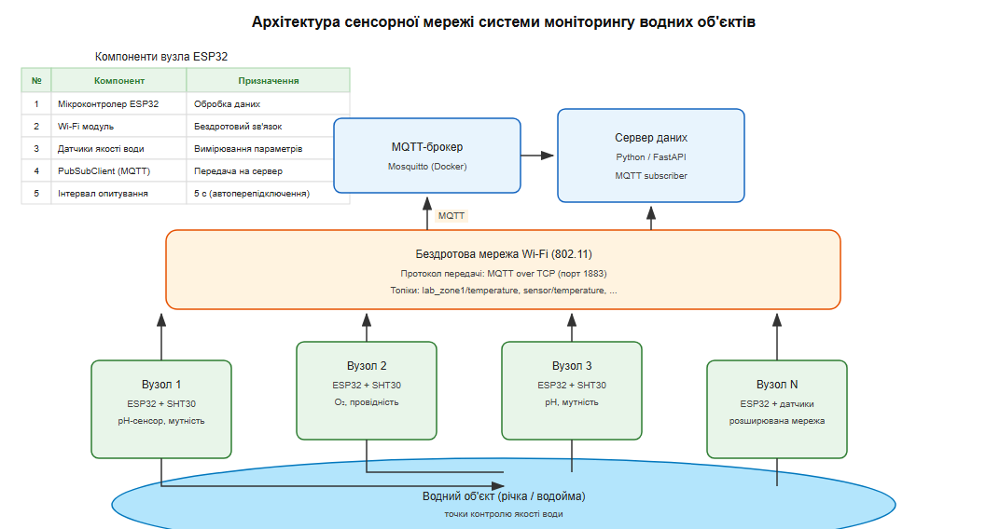 Архітектура сенсорної мережі системи моніторингу водних об'єктів
Компоненти вузла ESP32
№ Компонент Призначення
1 Мікроконтролер ESP32 Обробка даних
2 Wi-Fi модуль Бездротовий зв'язок
3 Датчики якості води Вимірювання параметрів
4 PubSubClient (MQTT) Передача на сервер
5 Інтервал опитування 5 с (автоперепідключення)
MQTT-брокер
Mosquitto (Docker)
Сервер даних
Python / FastAPI
MQTT subscriber
MQTT
Бездротова мережа Wi-Fi (802.11)
Протокол передачі: MQTT over TCP (порт 1883)
Топіки: lab_zone1/temperature, sensor/temperature, ...
Вузол 1
ESP32 + SHT30
pH-сенсор, мутність
Вузол 2
ESP32 + SHT30
O₂, провідність
Вузол 3
ESP32 + SHT30
pH, мутність
Вузол N
ESP32 + датчики
розширювана мережа
Водний об'єкт (річка / водойма)
точки контролю якості води